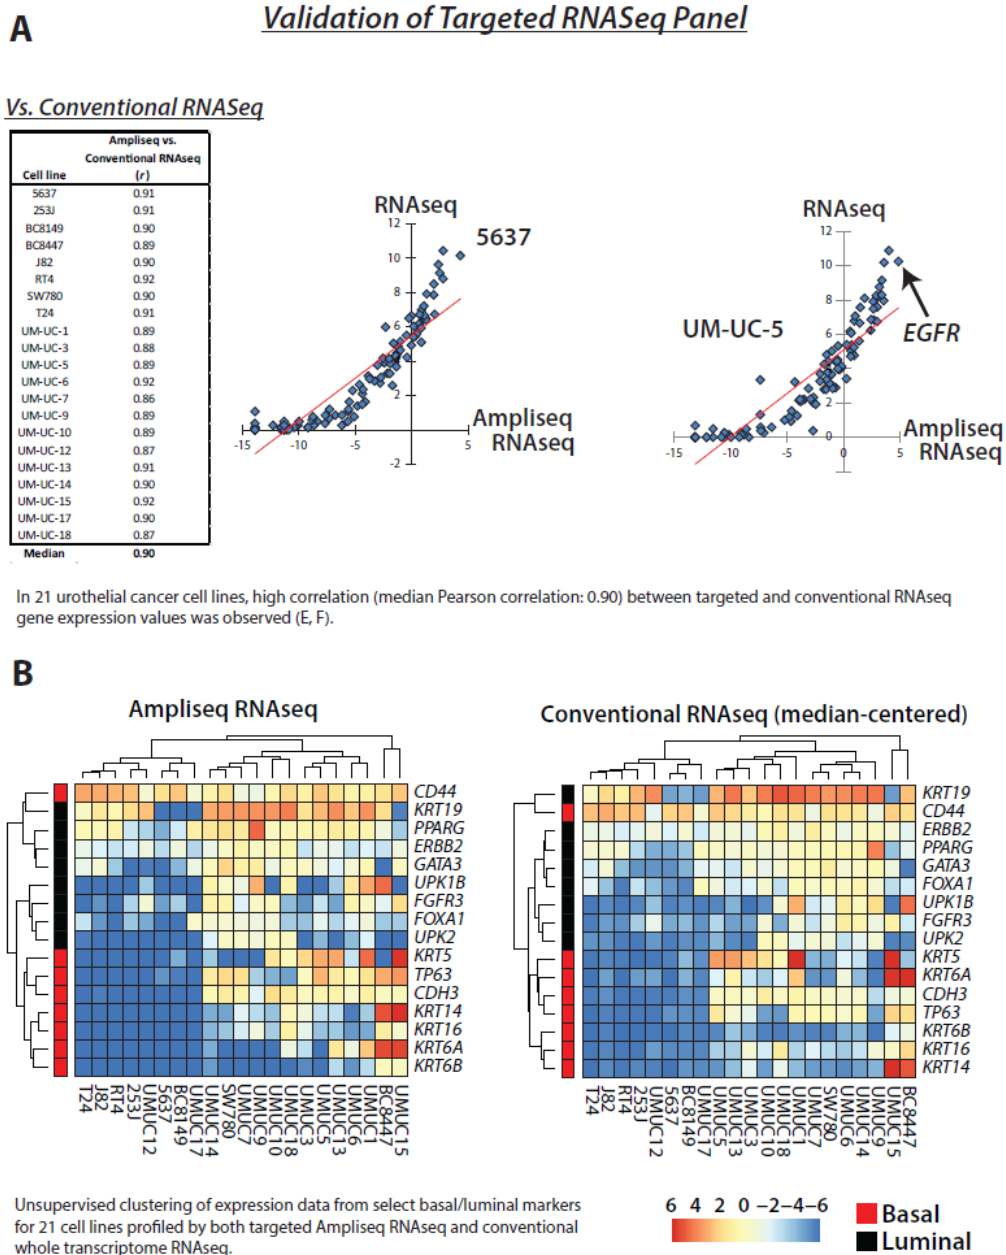 Validation of Targeted RNASeq Panel
A
Vs. Conventional RNASeq
Ampliseq vs.
Conventional RNAseq
Cell line (r)
5637 0.91
253J 0.91
BC8149 0.90
BC8447 0.89
J82 0.90
RT4 0.92
SW780 0.90
T24 0.91
UM-UC-1 0.89
UM-UC-3 0.88
UM-UC-5 0.89
UM-UC-6 0.92
UM-UC-7 0.86
UM-UC-9 0.89
UM-UC-10 0.89
UM-UC-12 0.87
UM-UC-13 0.91
UM-UC-14 0.90
UM-UC-15 0.92
UM-UC-17 0.90
UM-UC-18 0.87
Median 0.90
RNAseq
5637
12
10
8
6
4
2
-2
-15 -10 -5 5
Ampliseq
RNAseq
RNAseq
UM-UC-5
EGFR
12
10
8
6
4
2
0
-15 -10 -5 0 5
Ampliseq
RNAseq
In 21 urothelial cancer cell lines, high correlation (median Pearson correlation: 0.90) between targeted and conventional RNAseq
gene expression values was observed (E, F).
B
Ampliseq RNAseq
CD44
KRT19
PPARG
ERBB2
GATA3
UPK1B
FGFR3
FOXA1
UPK2
KRT5
TP63
CDH3
KRT14
KRT16
KRT6A
KRT6B
T24 J82 RT4 253J UMUC12 5637 BC8149 UMUC17 UMUC14 SW780 UMUC7 UMUC9 UMUC10 UMUC18 UMUC3 UMUC5 UMUC13 UMUC6 UMUC1 BC8447 UMUC15
Conventional RNAseq (median-centered)
KRT19
CD44
ERBB2
PPARG
GATA3
FOXA1
UPK1B
FGFR3
UPK2
KRT5
KRT6A
CDH3
TP63
KRT6B
KRT16
KRT14
T24 J82 RT4 253J UMUC12 5637 BC8149 UMUC17 UMUC5 UMUC13 UMUC3 UMUC10 UMUC18 UMUC1 UMUC7 SW780 UMUC6 UMUC14 UMUC9 UMUC15 BC8447
Unsupervised clustering of expression data from select basal/luminal markers
for 21 cell lines profiled by both targeted Ampliseq RNAseq and conventional
whole transcriptome RNAseq.
6 4 2 0 −2−4−6
Basal
Luminal